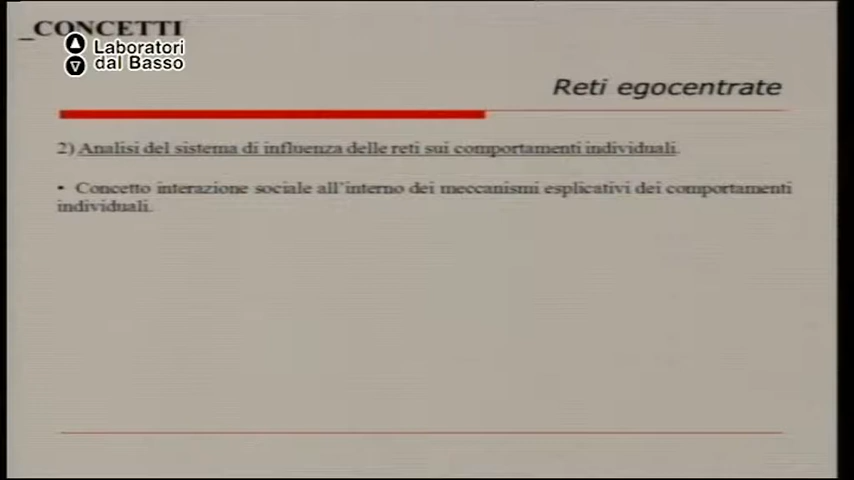 _CONCETTI
Laboratori
dal Basso
Reti egocentrate
2) Analisi del sistema di influenza delle reti sui comportamenti individuali.
• Concetto interazione sociale all'interno dei meccanismi esplicativi dei comportamenti
individuali.